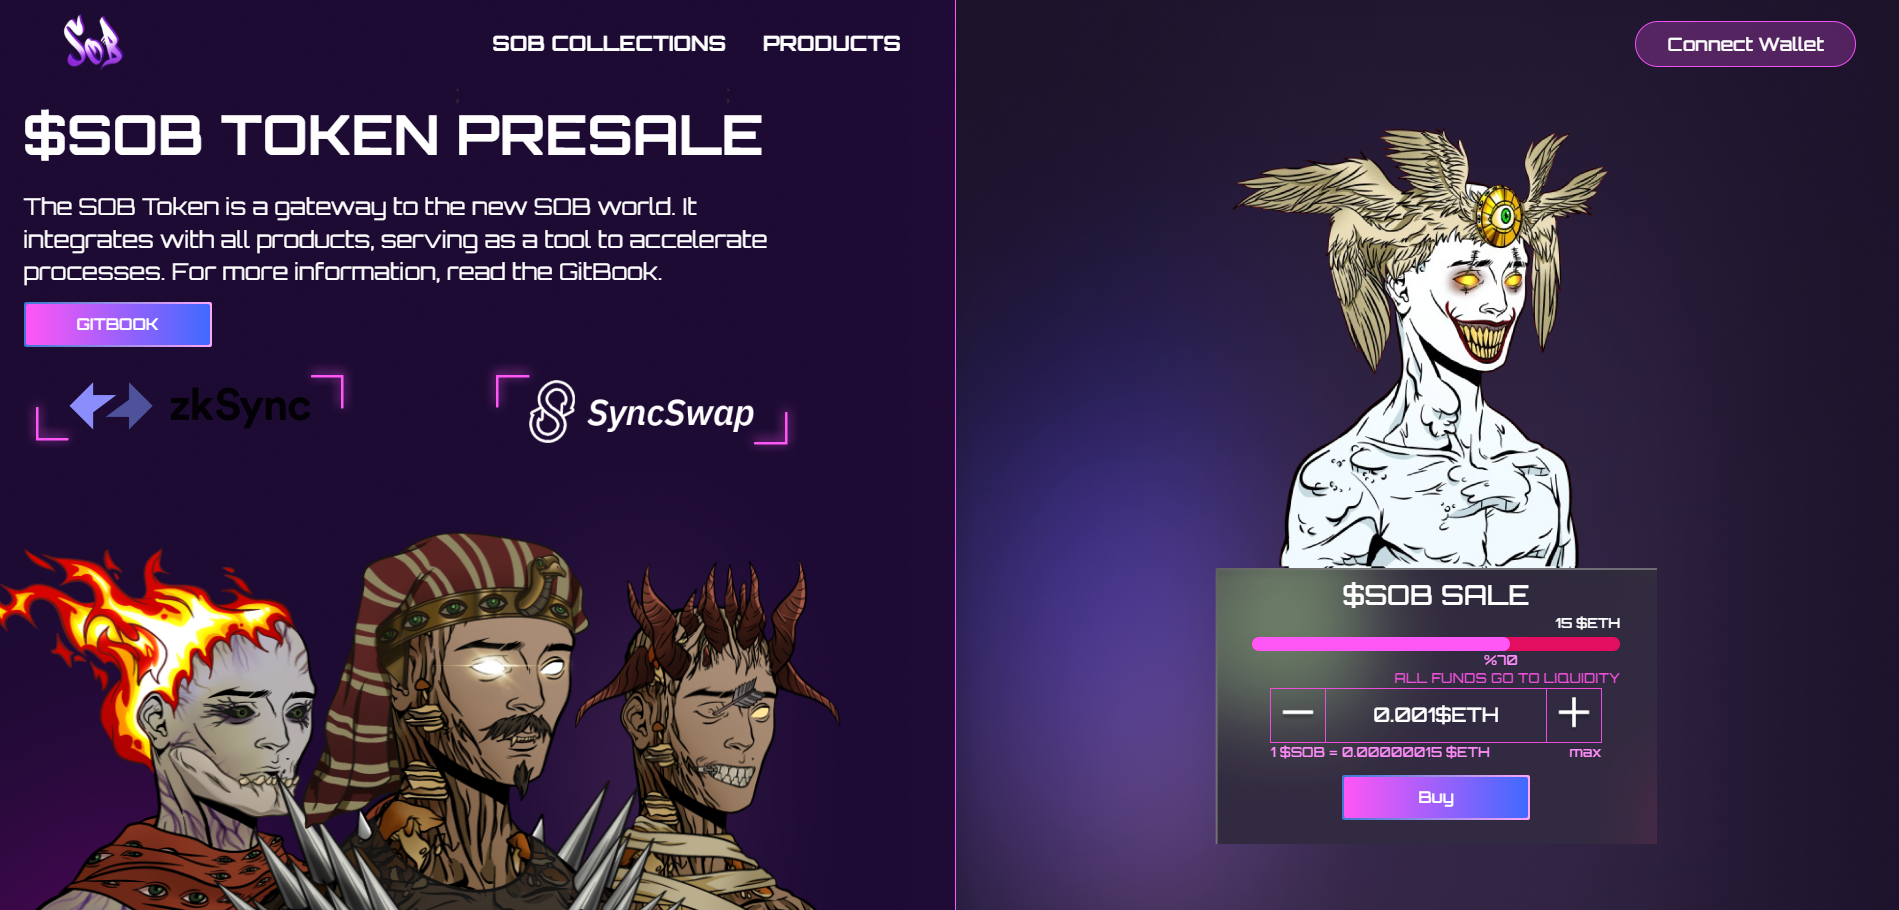 SOB
SOB COLLECTIONS
PRODUCTS
Connect Wallet
$SOB TOKEN PRESALE
The SOB Token is a gateway to the new SOB world. It
integrates with all products, serving as a tool to accelerate
processes. For more information, read the GitBook.
GITBOOK
zkSync
SyncSwap
$SOB SALE
15 $ETH
%70
ALL FUNDS GO TO LIQUIDITY
0.001$ETH
1 $SOB = 0.00000015 $ETH
max
Buy